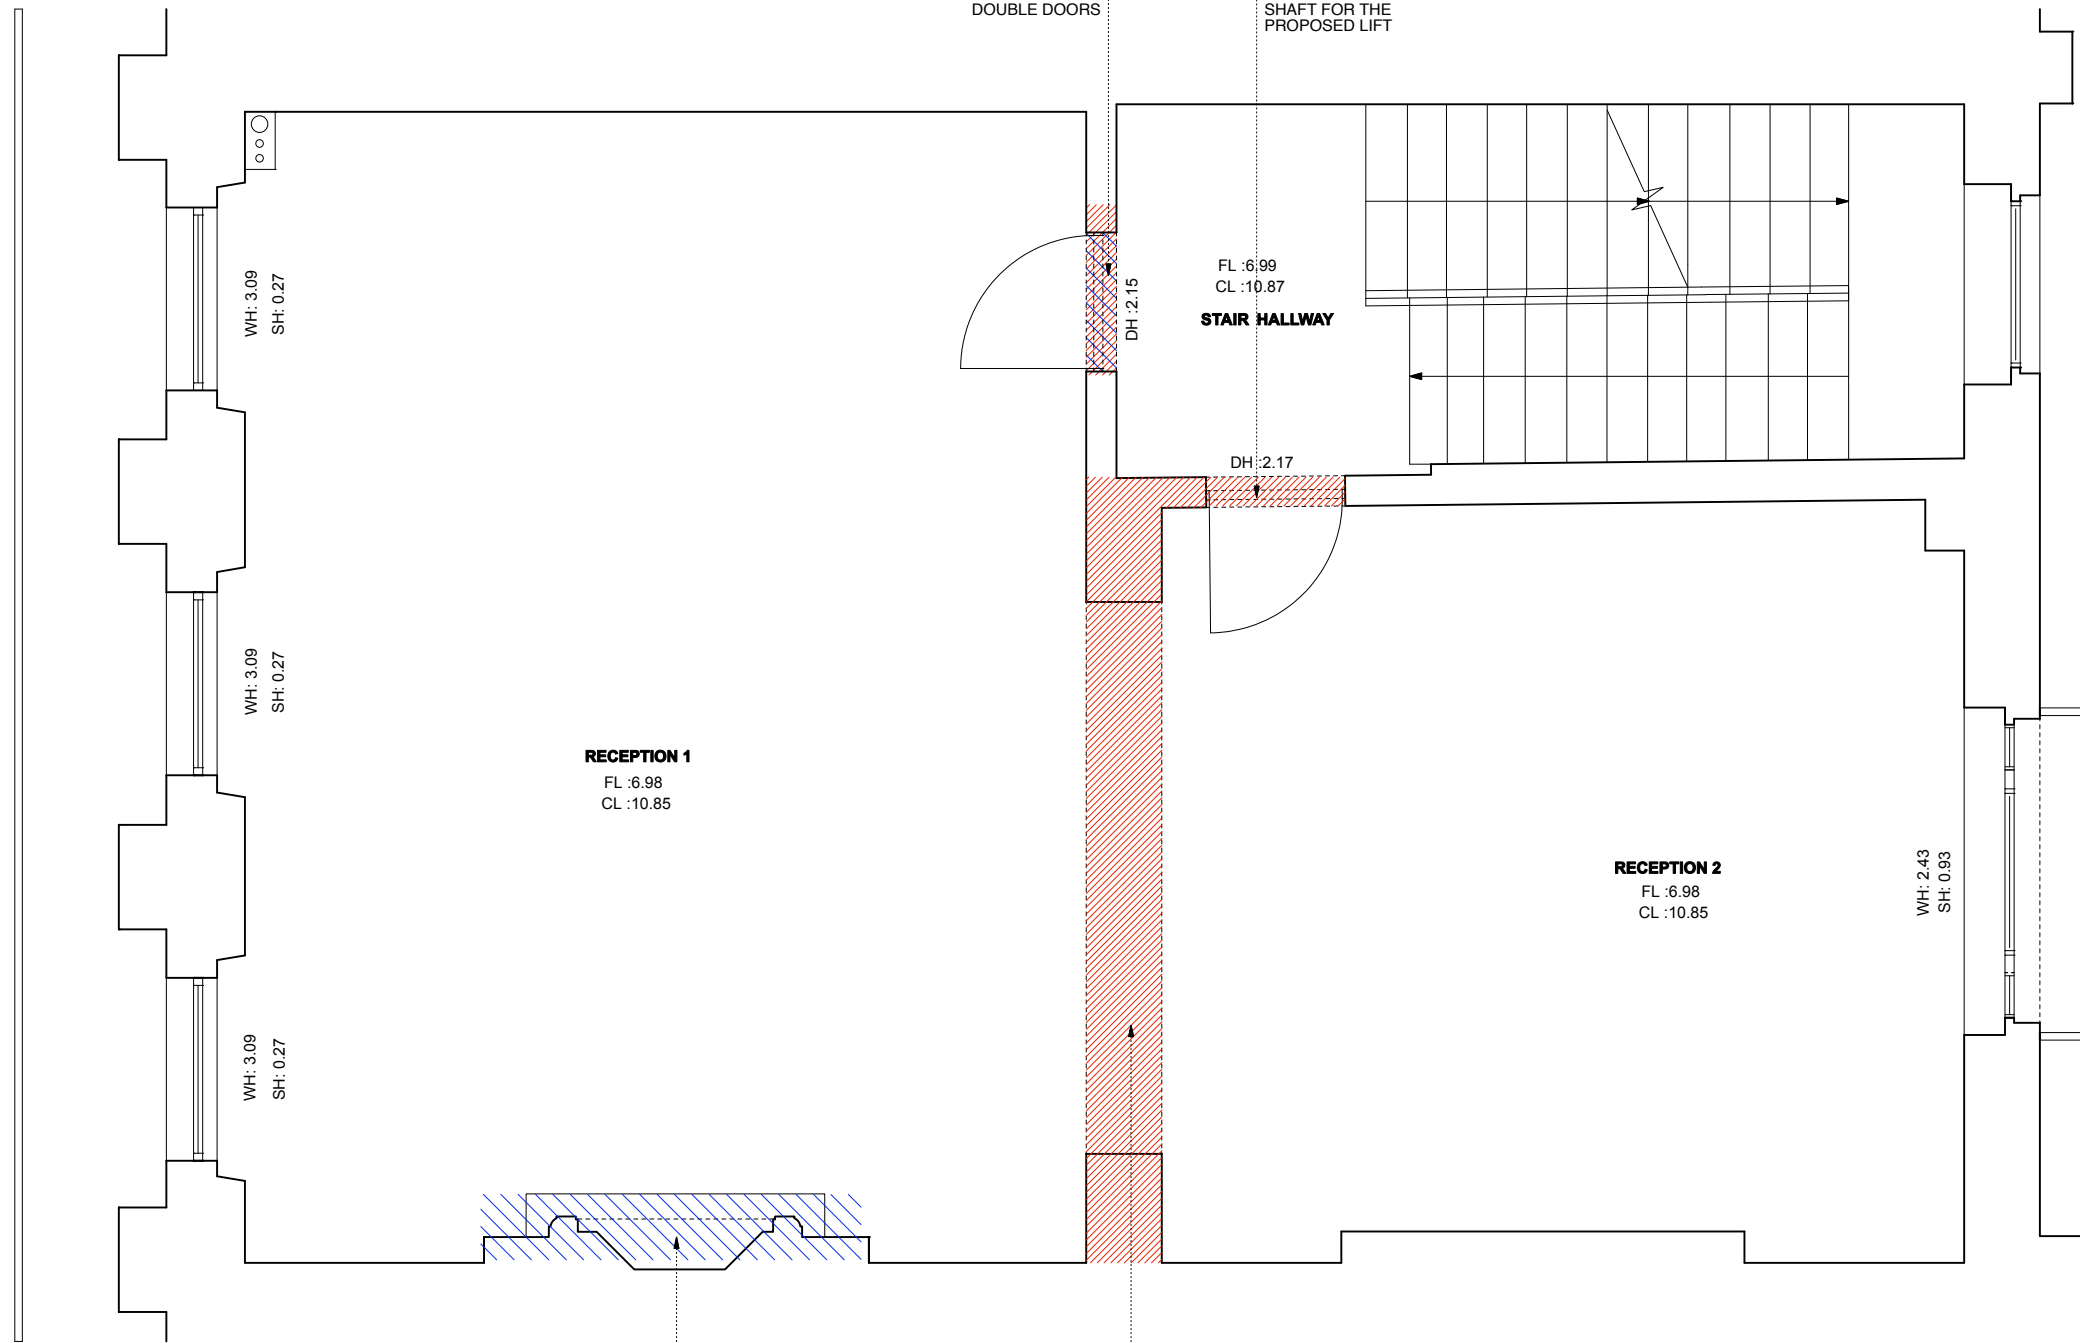 DOUBLE DOORS
SHAFT FOR THE
PROPOSED LIFT
WH: 3.09
SH: 0.27
DH :2.15
FL :6.99
CL :10.87
STAIR HALLWAY
DH :2.17
WH: 3.09
SH: 0.27
RECEPTION 1
FL :6.98
CL :10.85
RECEPTION 2
FL :6.98
CL :10.85
WH: 2.43
SH: 0.93
WH: 3.09
SH: 0.27